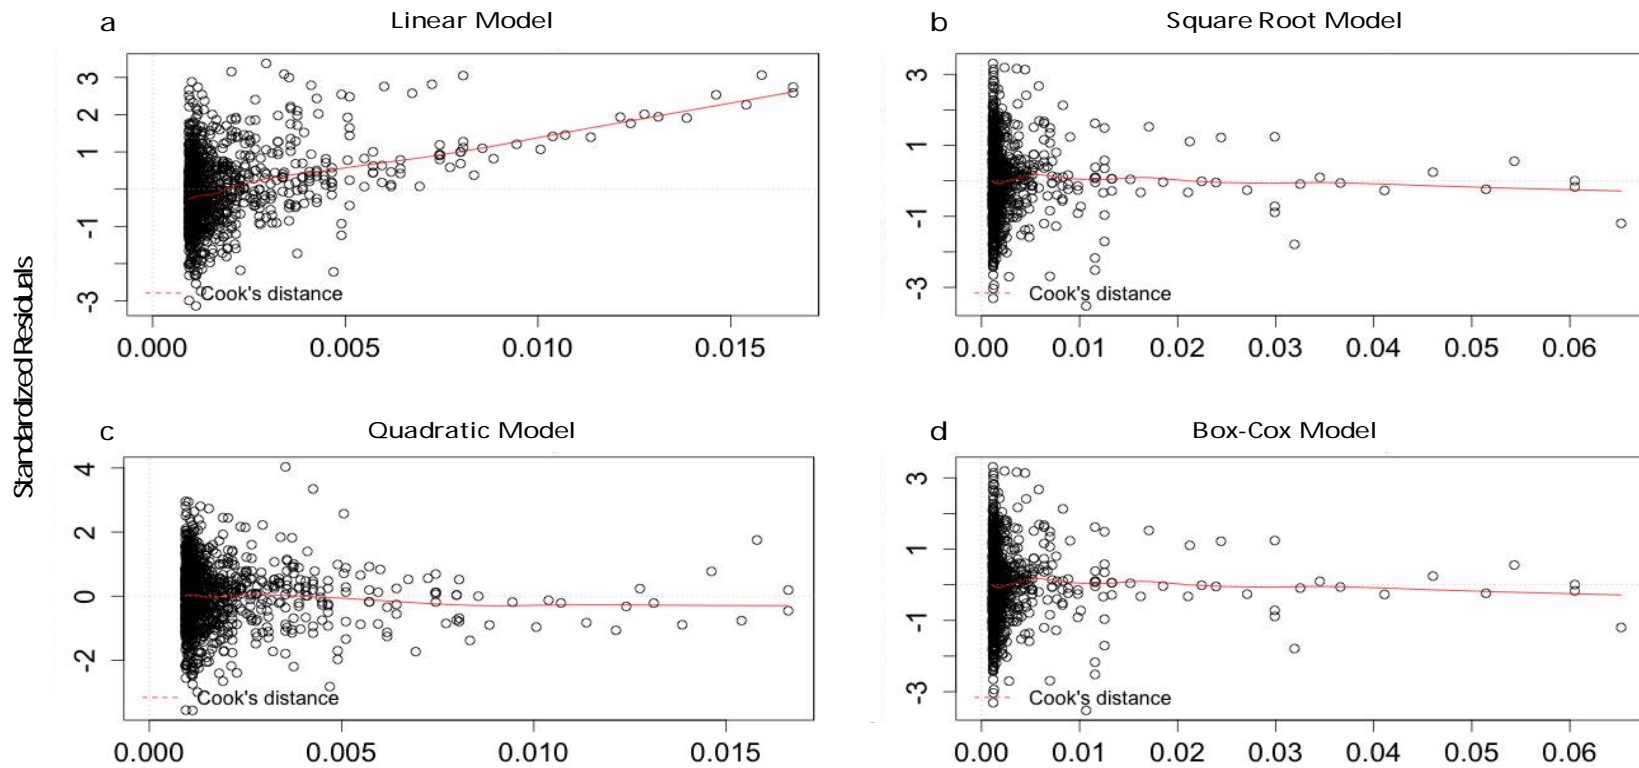 a
Linear Model
3
2
1
-1
-3
Cook's distance
0.000 0.005 0.010 0.015
b
Square Root Model
3
1
-1
-3
Cook's distance
0.00 0.01 0.02 0.03 0.04 0.05 0.06
Standardized Residuals
c
Quadratic Model
4
2
0
-2
Cook's distance
0.000 0.005 0.010 0.015
d
Box-Cox Model
3
1
-1
-3
Cook's distance
0.00 0.01 0.02 0.03 0.04 0.05 0.06